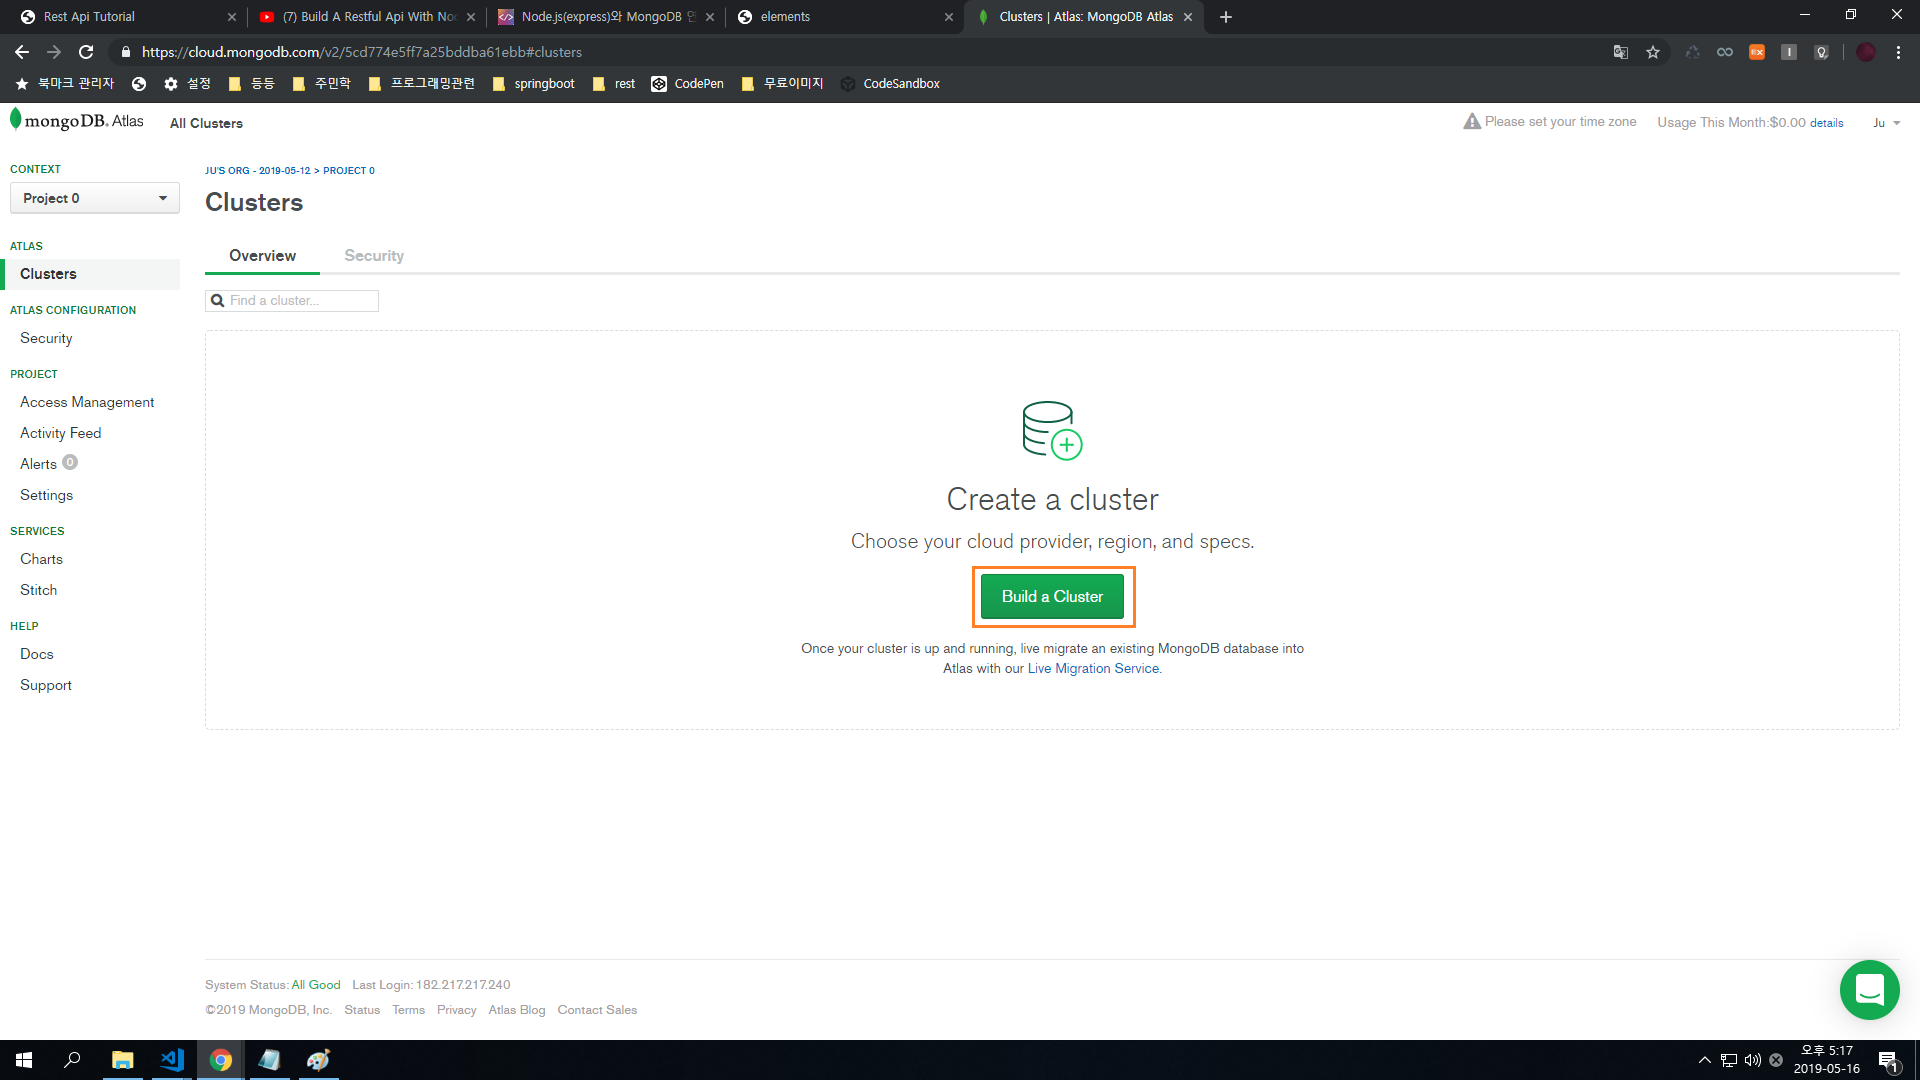 Rest Api Tutorial
(7) Build A Restful Api With No
Node.js(express)와 MongoDB
elements
Clusters | Atlas: MongoDB Atlas
https://cloud.mongodb.com/v2/5cd774e5ff7a25bddba61ebb#clusters
북마크 관리자
설정
등등
주민학
프로그래밍관련
springboot
rest
CodePen
무료이미지
CodeSandbox
mongoDB. Atlas
All Clusters
Please set your time zone
Usage This Month:$0.00 details
Ju
CONTEXT
Project 0
ATLAS
Clusters
ATLAS CONFIGURATION
Security
PROJECT
Access Management
Activity Feed
Alerts 0
Settings
SERVICES
Charts
Stitch
HELP
Docs
Support
JU'S ORG - 2019-05-12 > PROJECT 0
Clusters
Overview
Security
Find a cluster...
Create a cluster
Choose your cloud provider, region, and specs.
Build a Cluster
Once your cluster is up and running, live migrate an existing MongoDB database into
Atlas with our Live Migration Service.
System Status: All Good Last Login: 182.217.217.240
©2019 MongoDB, Inc. Status Terms Privacy Atlas Blog Contact Sales
오후 5:17
2019-05-16
1